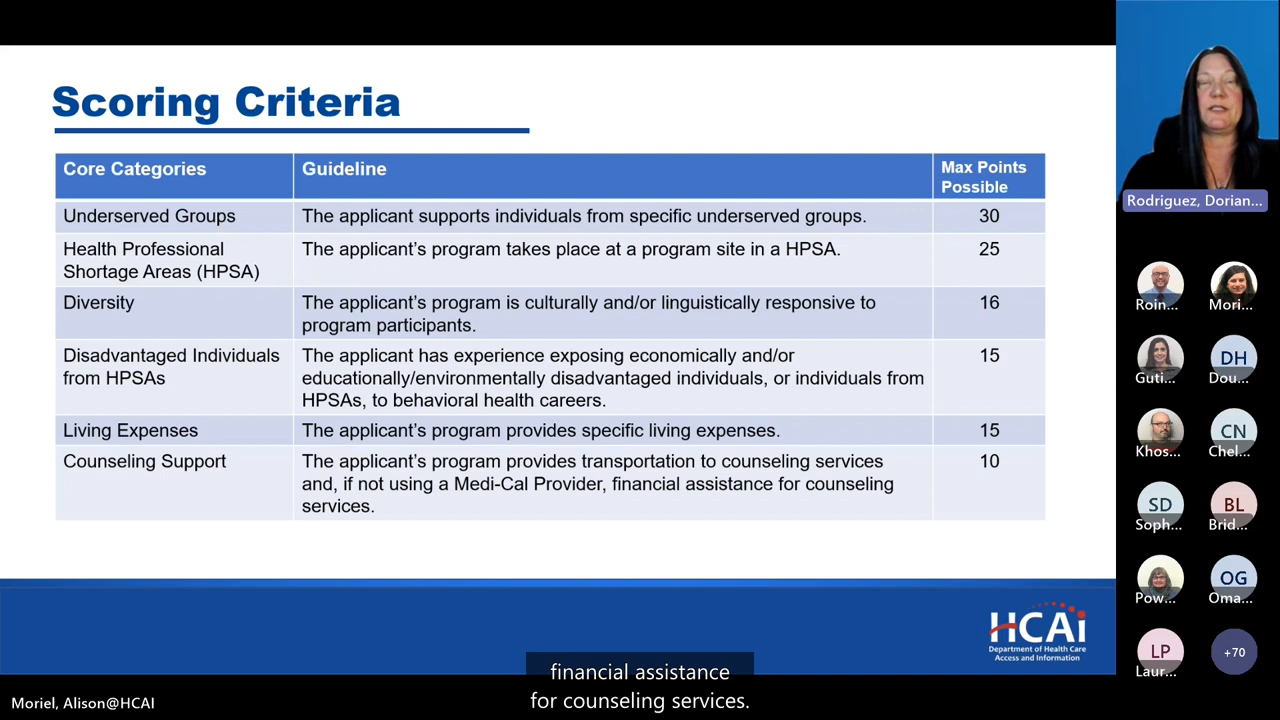 Scoring Criteria
Core Categories
Guideline
Max Points
Possible
Underserved Groups
The applicant supports individuals from specific underserved groups.
30
Health Professional
Shortage Areas (HPSA)
The applicant's program takes place at a program site in a HPSA.
25
Diversity
The applicant's program is culturally and/or linguistically responsive to
program participants.
16
Disadvantaged Individuals
from HPSAs
The applicant has experience exposing economically and/or
educationally/environmentally disadvantaged individuals, or individuals from
HPSAs, to behavioral health careers.
15
Living Expenses
The applicant's program provides specific living expenses.
15
Counseling Support
The applicant's program provides transportation to counseling services
and, if not using a Medi-Cal Provider, financial assistance for counseling
services.
10
HCAi
Department of Health Care
Access and Information
financial assistance
for counseling services.
Moriel, Alison@HCAI
Rodriguez, Dorian...
Roin...
Mori...
Guti...
DH
Dou...
Khos...
CN
Chel...
SD
Soph...
BL
Brid...
Pow...
OG
Oma...
LP
Laur...
+70